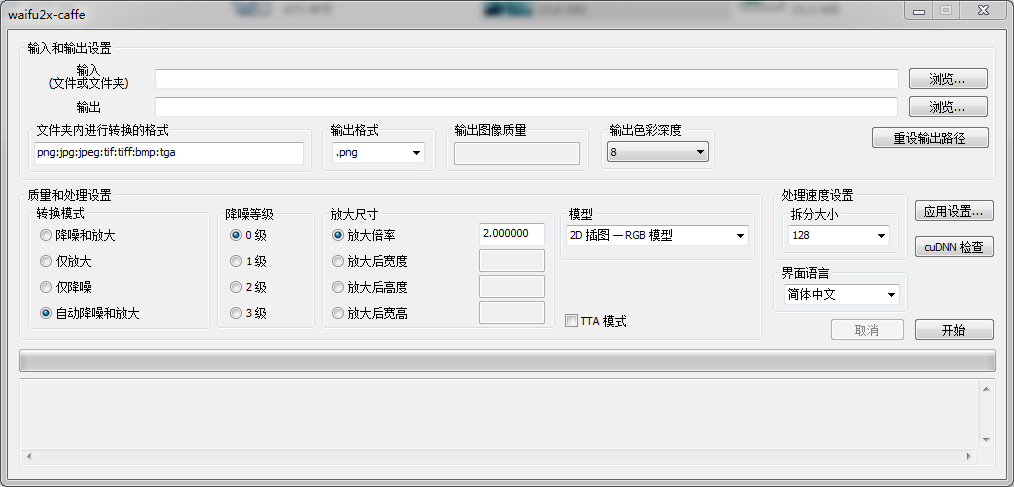 waifu2x-caffe
输入和输出设置
输入
(文件或文件夹)
浏览...
输出
浏览...
文件夹内进行转换的格式
输出格式
输出图像质量
输出色彩深度
重设输出路径
png:jpg:jpeg:tif:tiff:bmp:tga
.png
8
质量和处理设置
处理速度设置
转换模式
降噪等级
放大尺寸
模型
拆分大小
应用设置...
降噪和放大
0 级
放大倍率
2.000000
2D 插图 — RGB 模型
128
cuDNN 检查
仅放大
1 级
放大后宽度
界面语言
仅降噪
2 级
放大后高度
简体中文
自动降噪和放大
3 级
放大后宽高
TTA 模式
取消
开始